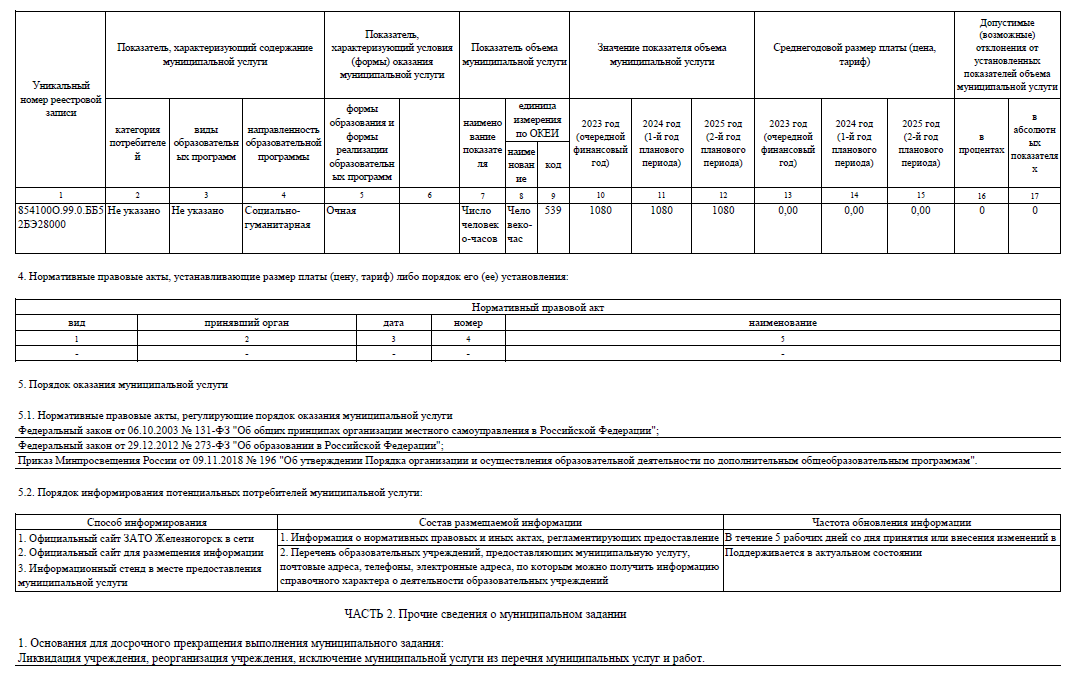 Уникальный
номер реестровой
записи
Показатель, характеризующий содержание
муниципальной услуги
Показатель,
характеризующий условия
(формы) оказания
муниципальной услуги
Показатель объема
муниципальной услуги
Значение показателя объема
муниципальной услуги
Среднегодовой размер платы (цена,
тариф)
Допустимые
(возможные)
отклонения от
установленных
показателей объема
муниципальной услуги
категория
потребителе
й
виды
образовательн
ых программ
направленность
образовательной
программы
формы
образования и
формы
реализации
образовательн
ых программ
наимено
вание
показате
ля
единица
измерения
по ОКЕИ
наиме
нован
ие
код
2023 год
(очередной
финансовый
год)
2024 год
(1-й год
планового
периода)
2025 год
(2-й год
планового
периода)
2023 год
(очередной
финансовый
год)
2024 год
(1-й год
планового
периода)
2025 год
(2-й год
планового
периода)
в
процентах
в
абсолютн
ых
показателя
х
1 2 3 4 5 6 7 8 9 10 11 12 13 14 15 16 17
854100О.99.0.ББ5
2БЭ28000
Не указано
Не указано
Социально-
гуманитарная
Очная
Число
человек
о-часов
Чело
веко-
час
539
1080
1080
1080
0,00
0,00
0,00
0
0
4. Нормативные правовые акты, устанавливающие размер платы (цену, тариф) либо порядок его (ее) установления:
Нормативный правовой акт
вид принявший орган дата номер наименование
1 2 3 4 5
- - - - -
5. Порядок оказания муниципальной услуги
5.1. Нормативные правовые акты, регулирующие порядок оказания муниципальной услуги
Федеральный закон от 06.10.2003 № 131-ФЗ "Об общих принципах организации местного самоуправления в Российской Федерации";
Федеральный закон от 29.12.2012 № 273-ФЗ "Об образовании в Российской Федерации";
Приказ Минпросвещения России от 09.11.2018 № 196 "Об утверждении Порядка организации и осуществления образовательной деятельности по дополнительным общеобразовательным программам".
5.2. Порядок информирования потенциальных потребителей муниципальной услуги:
Способ информирования Состав размещаемой информации Частота обновления информации
1. Официальный сайт ЗАТО Железногорск в сети
2. Официальный сайт для размещения информации
3. Информационный стенд в месте предоставления
муниципальной услуги
1. Информация о нормативных правовых и иных актах, регламентирующих предоставление
2. Перечень образовательных учреждений, предоставляющих муниципальную услугу,
почтовые адреса, телефоны, электронные адреса, по которым можно получить информацию
справочного характера о деятельности образовательных учреждений
В течение 5 рабочих дней со дня принятия или внесения изменений в
Поддерживается в актуальном состоянии
ЧАСТЬ 2. Прочие сведения о муниципальном задании
1. Основания для досрочного прекращения выполнения муниципального задания:
Ликвидация учреждения, реорганизация учреждения, исключение муниципальной услуги из перечня муниципальных услуг и работ.